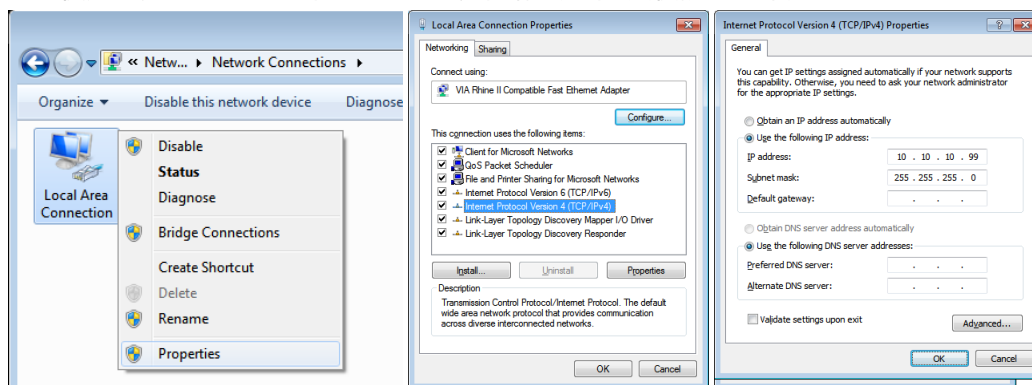 « Netw... ▸ Network Connections ▸
Organize ▾ Disable this network device Diagnose
Local Area
Connection
Disable
Status
Diagnose
Bridge Connections
Create Shortcut
Delete
Rename
Properties
Local Area Connection Properties
Networking Sharing
Connect using:
VIA Rhine II Compatible Fast Ethernet Adapter
Configure...
This connection uses the following items:
Client for Microsoft Networks
QoS Packet Scheduler
File and Printer Sharing for Microsoft Networks
Internet Protocol Version 6 (TCP/IPv6)
Internet Protocol Version 4 (TCP/IPv4)
Link-Layer Topology Discovery Mapper I/O Driver
Link-Layer Topology Discovery Responder
Install... Uninstall Properties
Description
Transmission Control Protocol/Internet Protocol. The default
wide area network protocol that provides communication
across diverse interconnected networks.
OK Cancel
Internet Protocol Version 4 (TCP/IPv4) Properties
General
You can get IP settings assigned automatically if your network supports
this capability. Otherwise, you need to ask your network administrator
for the appropriate IP settings.
Obtain an IP address automatically
Use the following IP address:
IP address: 10 . 10 . 10 . 99
Subnet mask: 255 . 255 . 255 . 0
Default gateway: . . .
Obtain DNS server address automatically
Use the following DNS server addresses:
Preferred DNS server: . . .
Alternate DNS server: . . .
Validate settings upon exit Advanced...
OK Cancel